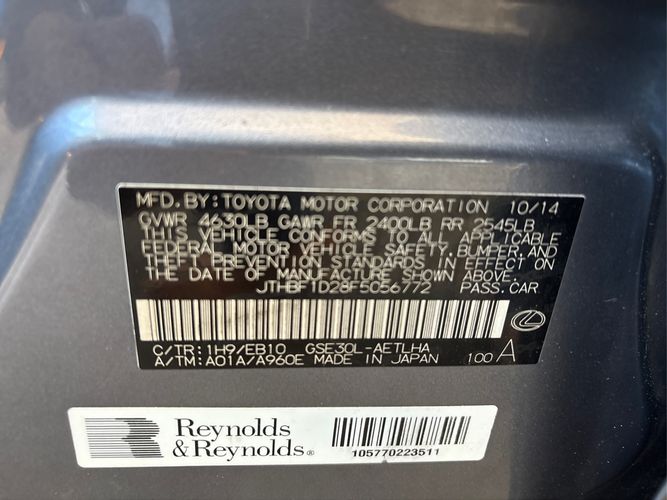 MFD. BY: TOYOTA MOTOR CORPORATION 10/14
GVWR 4630LB GAWR FR 2400LB RR 2545LB
THIS VEHICLE CONFORMS TO ALL APPLICABLE
FEDERAL MOTOR VEHICLE SAFETY, BUMPER, AND
THEFT PREVENTION STANDARDS IN EFFECT ON
THE DATE OF MANUFACTURE SHOWN ABOVE.
JTHBF1D28F5056772 PASS. CAR
C/TR: 1H9/EB10 GSE30L-AETLHA
A/TM: A01A/A960E MADE IN JAPAN 100 A
Reynolds
& Reynolds®
105770223511